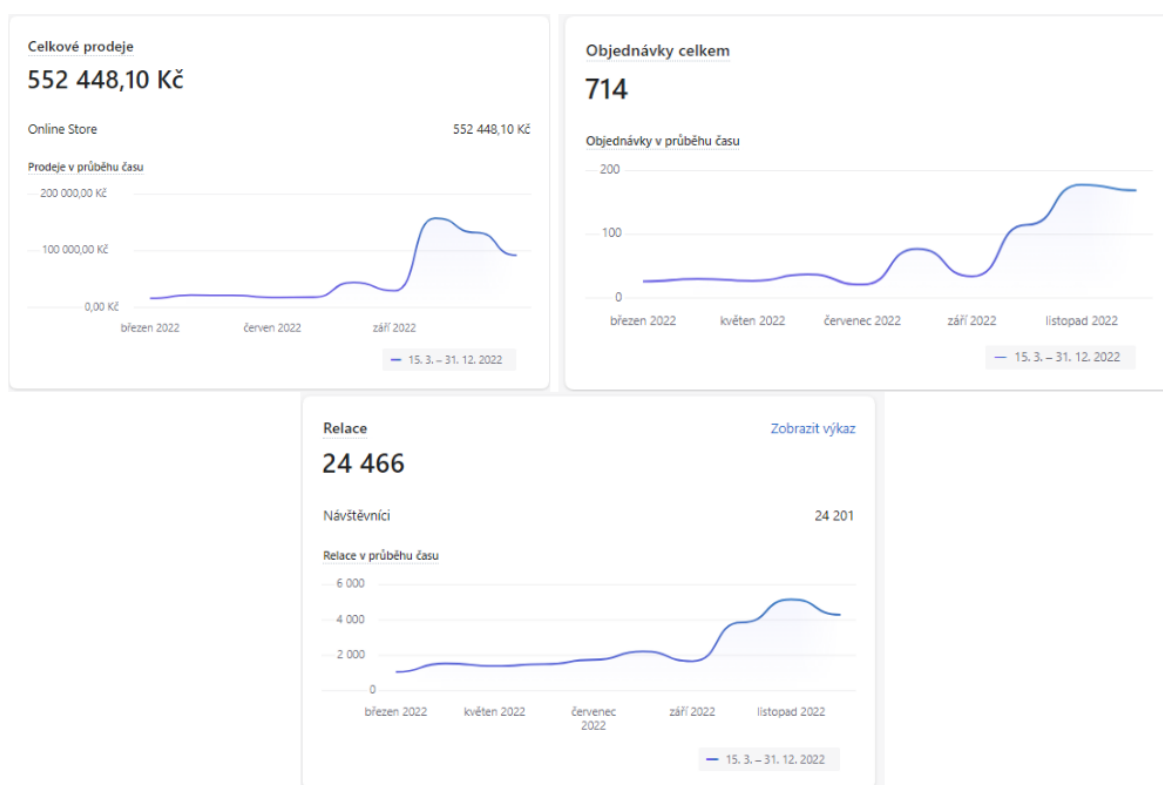 Celkové prodeje
552 448,10 Kč
Online Store 552 448,10 Kč
Prodeje v průběhu času
200 000,00 Kč
100 000,00 Kč
0,00 Kč
březen 2022 červen 2022 září 2022
15. 3. – 31. 12. 2022
Objednávky celkem
714
Objednávky v průběhu času
200
100
0
březen 2022 květen 2022 červenec 2022 září 2022 listopad 2022
15. 3. – 31. 12. 2022
Relace Zobrazit výkaz
24 466
Návštěvníci 24 201
Relace v průběhu času
6 000
4 000
2 000
0
březen 2022 květen 2022 červenec 2022 září 2022 listopad 2022
15. 3. – 31. 12. 2022